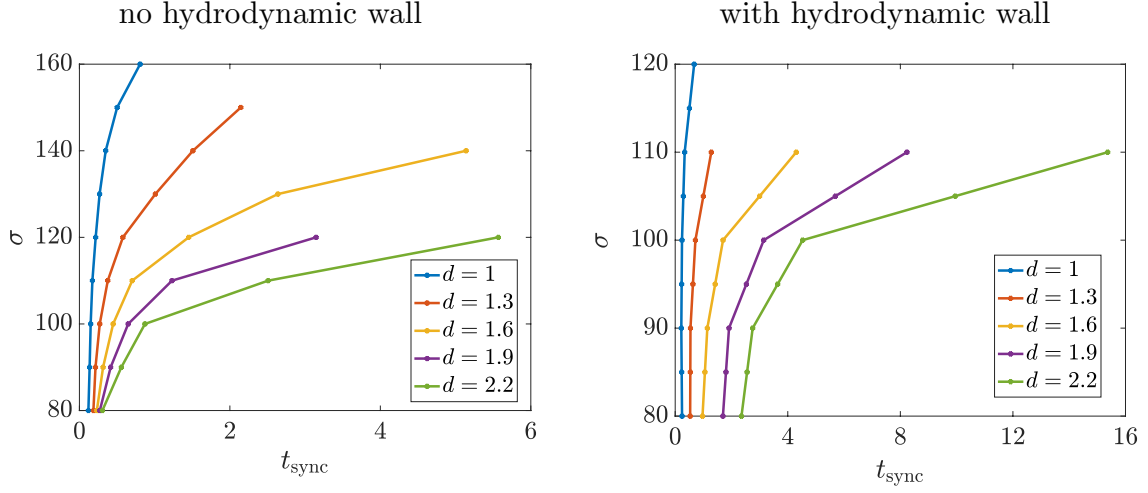 no hydrodynamic wall
160
140
120
100
80
σ
0 2 4 6
t_sync
d = 1
d = 1.3
d = 1.6
d = 1.9
d = 2.2
with hydrodynamic wall
120
110
100
90
80
σ
0 4 8 12 16
t_sync
d = 1
d = 1.3
d = 1.6
d = 1.9
d = 2.2